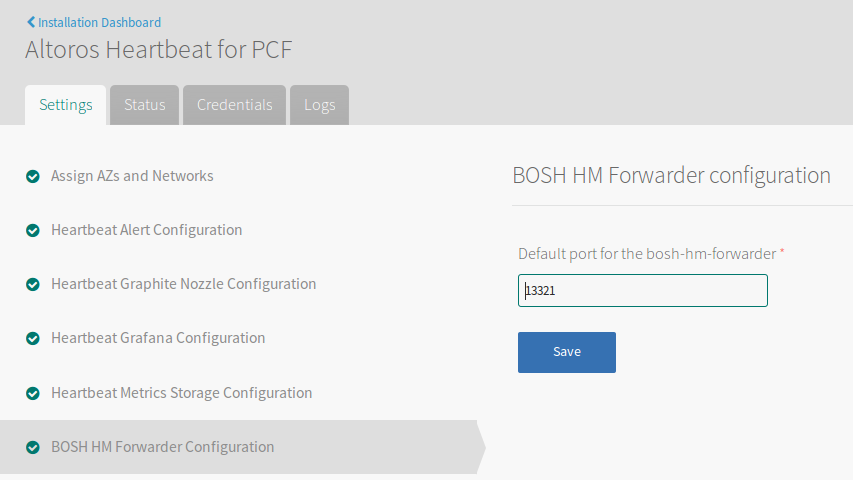 Installation Dashboard
Altoros Heartbeat for PCF
Settings
Status
Credentials
Logs
Assign AZs and Networks
Heartbeat Alert Configuration
Heartbeat Graphite Nozzle Configuration
Heartbeat Grafana Configuration
Heartbeat Metrics Storage Configuration
BOSH HM Forwarder Configuration
BOSH HM Forwarder configuration
Default port for the bosh-hm-forwarder *
13321
Save